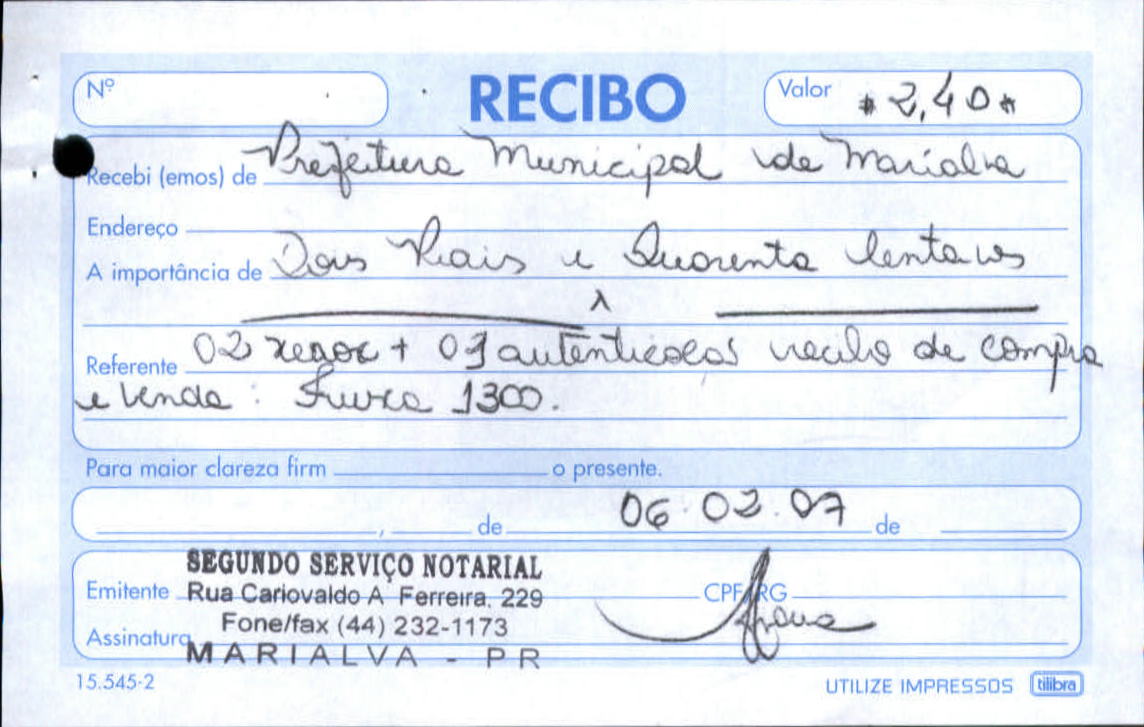 Nº RECIBO Valor *2,40*
Recebi (emos) de Prefeitura Municipal de Marialva
Endereço
A importância de Dois Reais e Quarenta Centavos
Referente 02 xerox + 01 recibo de compra
e venda: 1300.
Para maior clareza firm o presente.
, de 06.02.07 de
SEGUNDO SERVIÇO NOTARIAL
Emitente Rua Cariovaldo A Ferreira, 229 CPF/RG
Fone/fax (44) 232-1173
Assinatura
MARIALVA - PR
15.545-2 UTILIZE IMPRESSOS tilibra